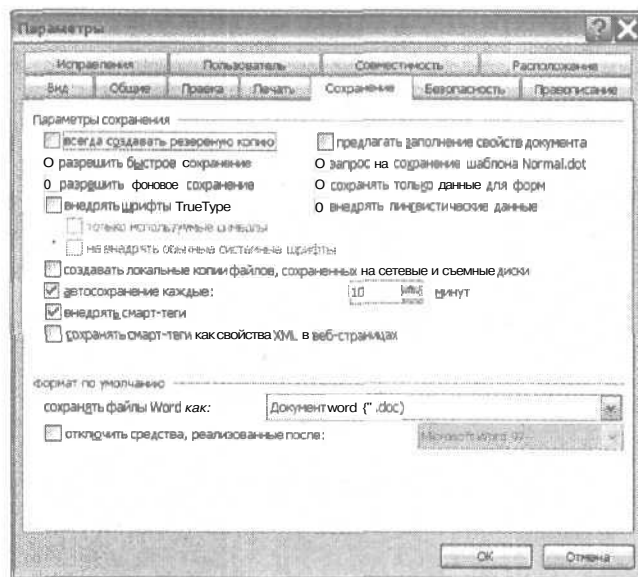 Параметры
Исправления Пользователь Совместимость Расположение
Вид Общие Правка Печать Сохранение Безопасность Правописание
Параметры сохранения
всегда создавать резервную копию
предлагать заполнение свойств документа
О разрешить быстрое сохранение
О запрос на сохранение шаблона Normal.dot
0 разрешить фоновое сохранение
О сохранять только данные для форм
внедрять шрифты TrueType
О внедрять лингвистические данные
только используемые символы
не внедрять обычные системные шрифты
создавать локальные копии файлов, сохраненных на сетевые и съемные диски
автосохранение каждые: 10 минут
внедрять смарт-теги
сохранять смарт-теги как свойства XML в веб-страницах
Формат по умолчанию
сохранять файлы Word как: Документ word {" .doc)
отключить средства, реализованные после: Microsoft Word 97
OK Отмена